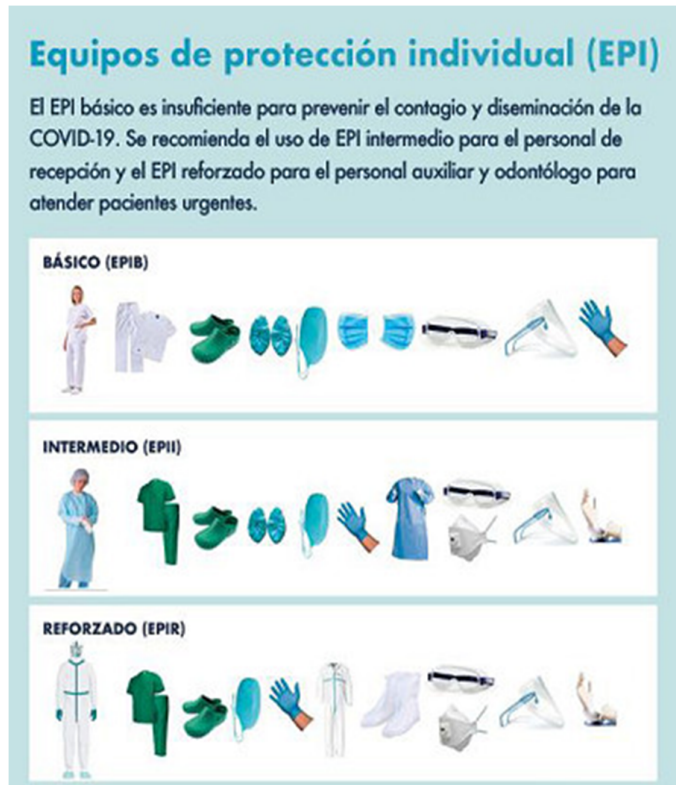 Equipos de protección individual (EPI)
El EPI básico es insuficiente para prevenir el contagio y diseminación de la
COVID-19. Se recomienda el uso de EPI intermedio para el personal de
recepción y el EPI reforzado para el personal auxiliar y odontólogo para
atender pacientes urgentes.
BÁSICO (EPIB)
INTERMEDIO (EPII)
REFORZADO (EPIR)